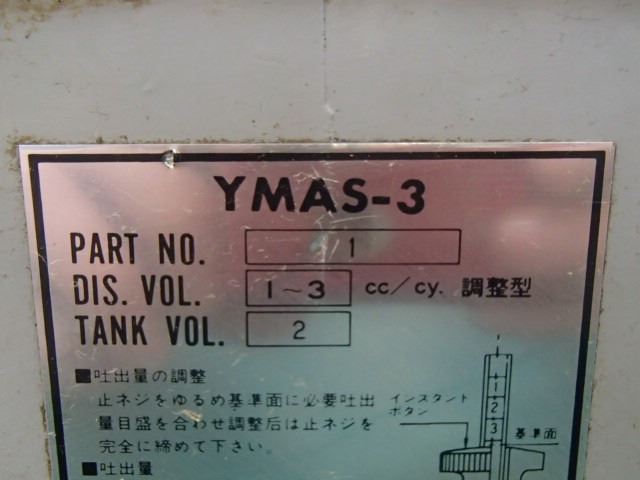 YMAS-3
PART NO. 1
DIS. VOL. 1~3 cc/cy. 調整型
TANK VOL. 2
■吐出量の調整
止ネジをゆるめ基準面に必要吐出
量目盛を合わせ調整後は止ネジを
完全に締めて下さい
■吐出量
インスタント
ボタン
1
2
3
基準面